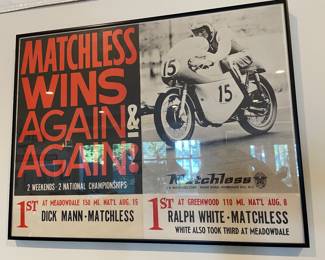 MATCHLESS
WINS
AGAIN &
AGAIN!
2 WEEKENDS - 2 NATIONAL CHAMPIONSHIPS
15
15
Matchless
1ST AT MEADOWDALE 150 MI. NAT'L AUG. 15
DICK MANN - MATCHLESS
1ST AT GREENWOOD 110 MI. NAT'L AUG. 8
RALPH WHITE - MATCHLESS
WHITE ALSO TOOK THIRD AT MEADOWDALE